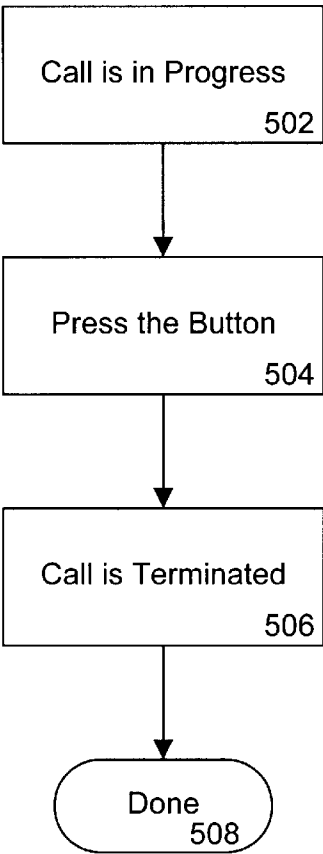 Call is in Progress
502
Press the Button
504
Call is Terminated
506
Done
508